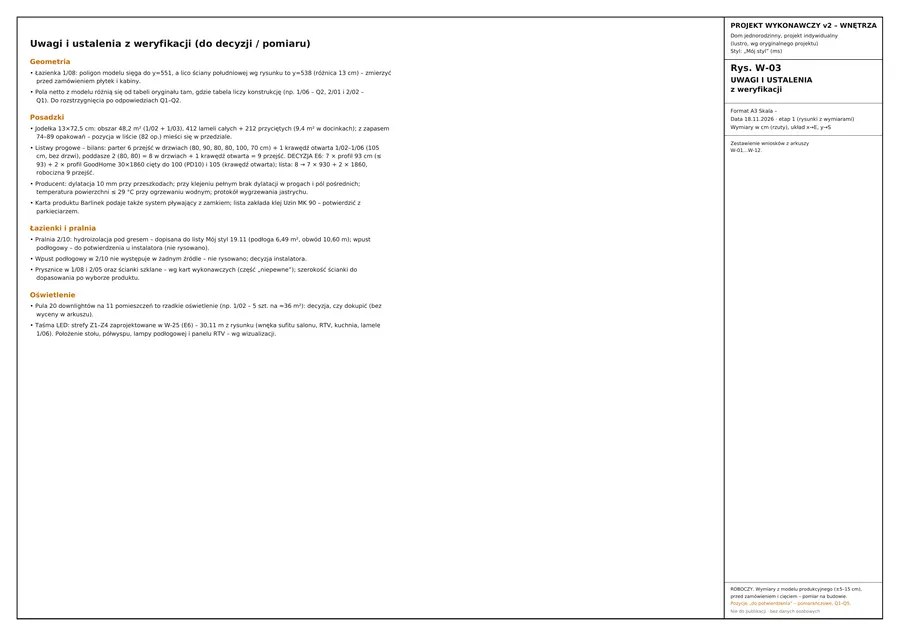 Uwagi i ustalenia z weryfikacji (do decyzji / pomiaru)
Geometria
• Łazienka 1/08: poligon modelu sięga do y=551, a lico ściany południowej wg rysunku to y=538 (różnica 13 cm) – zmierzyć
przed zamówieniem płytek i kabiny.
• Pola netto z modelu różnią się od tabeli oryginału tam, gdzie tabela liczy konstrukcję (np. 1/06 – Q2, 2/01 i 2/02 –
Q1). Do rozstrzygnięcia po odpowiedziach Q1–Q2.
Posadzki
• Jodełka 13×72,5 cm: obszar 48,2 m² (1/02 + 1/03), 412 lameli całych + 212 przyciętych (9,4 m² w docinkach); z zapasem
74–89 opakowań – pozycja w liście (82 op.) mieści się w przedziale.
• Listwy progowe – bilans: parter 6 przejść w drzwiach (80, 90, 80, 80, 100, 70 cm) + 1 krawędź otwarta 1/02–1/06 (105
cm, bez drzwi), poddasze 2 (80, 80) = 8 w drzwiach + 1 krawędź otwarta = 9 przejść. DECYZJA E6: 7 × profil 93 cm (≤
93) + 2 × profil GoodHome 30×1860 cięty do 100 (PD10) i 105 (krawędź otwarta); lista: 8 → 7 × 930 + 2 × 1860,
robocizna 9 przejść.
• Producent: dylatacja 10 mm przy przeszkodach; przy klejeniu pełnym brak dylatacji w progach i pól pośrednich;
temperatura powierzchni ≤ 29 °C przy ogrzewaniu wodnym; protokół wygrzewania jastrychu.
• Karta produktu Barlinek podaje także system pływający z zamkiem; lista zakłada klej Uzin MK 90 – potwierdzić z
parkieciarzem.
Łazienki i pralnia
• Pralnia 2/10: hydroizolacja pod gresem – dopisana do listy Mój styl 19.11 (podłoga 6,49 m², obwód 10,60 m); wpust
podłogowy – do potwierdzenia u instalatora (nie rysowano).
• Wpust podłogowy w 2/10 nie występuje w żadnym źródle – nie rysowano; decyzja instalatora.
• Prysznice w 1/08 i 2/05 oraz ścianki szklane – wg kart wykonawczych (część „niepewne”); szerokość ścianki do
dopasowania po wyborze produktu.
Oświetlenie
• Pula 20 downlightów na 11 pomieszczeń to rzadkie oświetlenie (np. 1/02 – 5 szt. na ≈36 m²): decyzja, czy dokupić (bez
wyceny w arkuszu).
• Taśma LED: strefy Z1–Z4 zaprojektowane w W-25 (E6) – 30,11 m z rysunku (wnęka sufitu salonu, RTV, kuchnia, lamele
1/06). Położenie stołu, półwyspu, lampy podłogowej i panelu RTV – wg wizualizacji.
PROJEKT WYKONAWCZY v2 – WNĘTRZA
Dom jednorodzinny, projekt indywidualny
(lustro, wg oryginalnego projektu)
Styl: „Mój styl” (ms)
Rys. W-03
UWAGI I USTALENIA
z weryfikacji
Format A3 Skala –
Data 18.11.2026 · etap 1 (rysunki z wymiarami)
Wymiary w cm (rzuty), układ x→E, y→S
Zestawienie wniosków z arkuszy
W-01…W-12.
ROBOCZY. Wymiary z modelu produkcyjnego (±5–15 cm),
przed zamówieniem i cięciem – pomiar na budowie.
Pozycje „do potwierdzenia” – pomarańczowe, Q1–Q5.
Nie do publikacji · bez danych osobowych